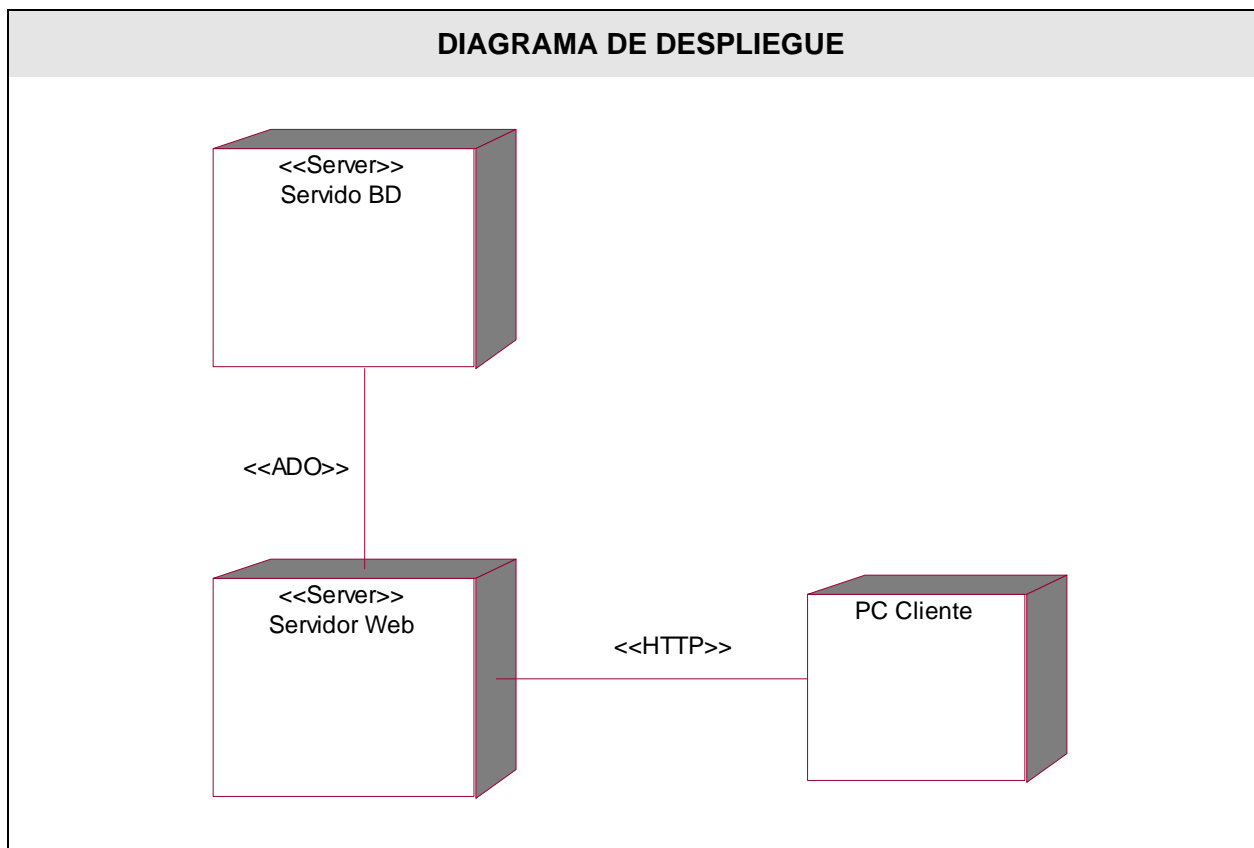 DIAGRAMA DE DESPLIEGUE
<<Server>>
Servido BD
<<ADO>>
<<Server>>
Servidor Web
<<HTTP>>
PC Cliente